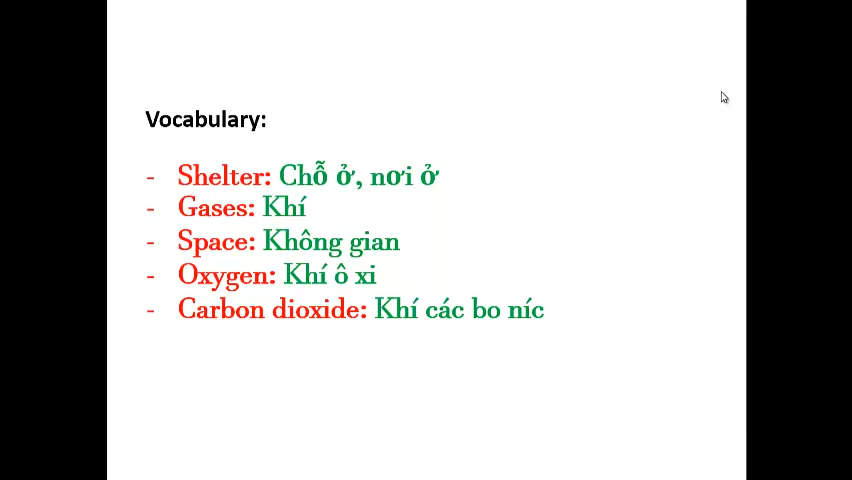 Vocabulary:
- Shelter: Chỗ ở, nơi ở
- Gases: Khí
- Space: Không gian
- Oxygen: Khí ô xi
- Carbon dioxide: Khí các bo níc